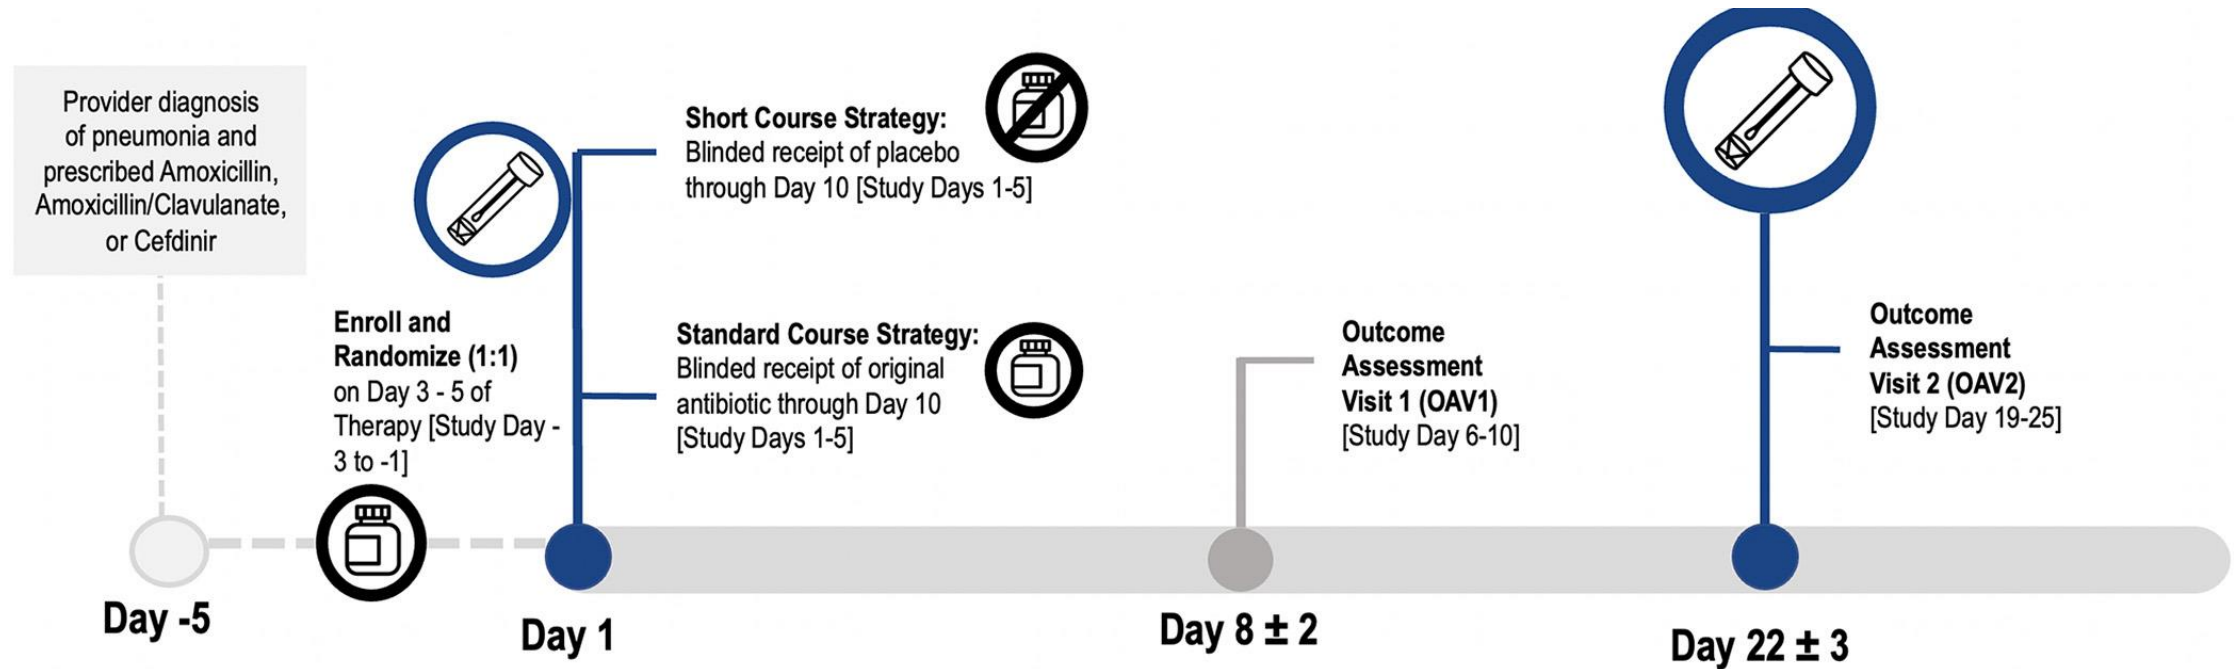 Provider diagnosis
of pneumonia and
prescribed Amoxicillin,
Amoxicillin/Clavulanate,
or Cefdinir
Day -5
Enroll and
Randomize (1:1)
on Day 3 - 5 of
Therapy [Study Day -
3 to -1]
Day 1
Short Course Strategy:
Blinded receipt of placebo
through Day 10 [Study Days 1-5]
Standard Course Strategy:
Blinded receipt of original
antibiotic through Day 10
[Study Days 1-5]
Outcome
Assessment
Visit 1 (OAV1)
[Study Day 6-10]
Day 8 ± 2
Outcome
Assessment
Visit 2 (OAV2)
[Study Day 19-25]
Day 22 ± 3